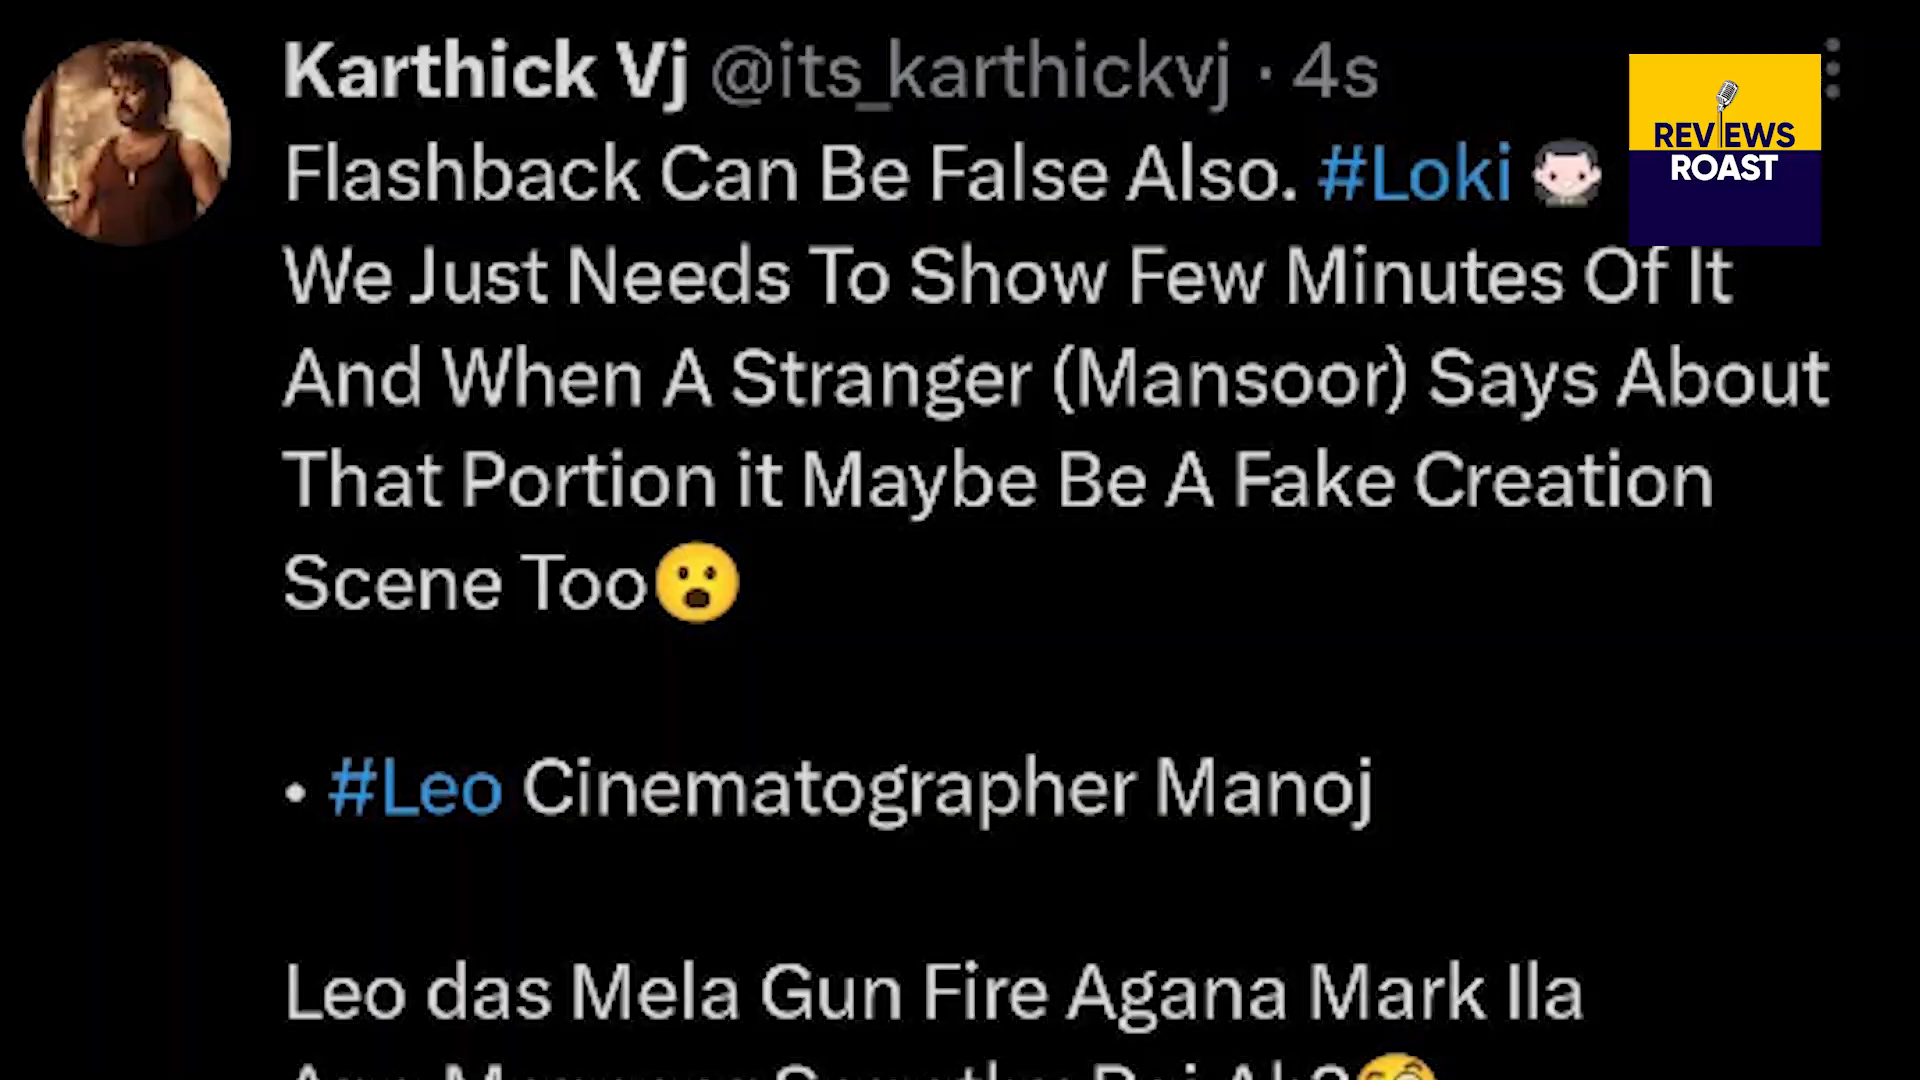 Karthick Vj @its_karthickvj · 4s
REVIEWS
ROAST
Flashback Can Be False Also. #Loki
We Just Needs To Show Few Minutes Of It
And When A Stranger (Mansoor) Says About
That Portion it Maybe Be A Fake Creation
Scene Too😮
• #Leo Cinematographer Manoj
Leo das Mela Gun Fire Agana Mark Ila